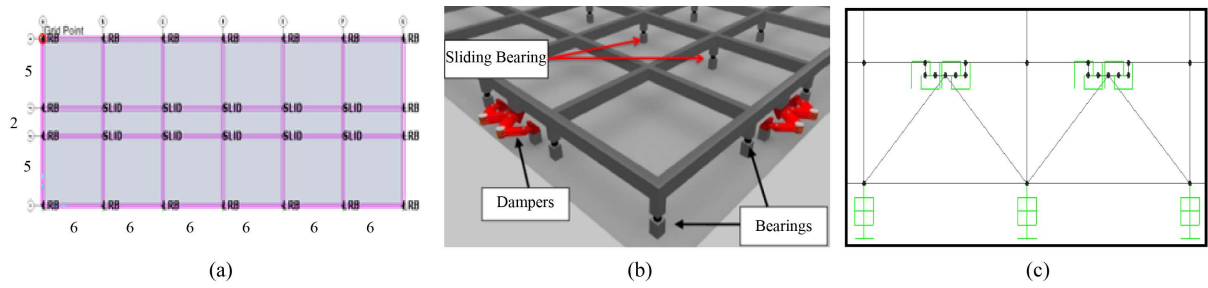 Grid Point
LRB LRB LRB LRB LRB LRB LRB
5
LRB SLID SLID SLID SLID SLID LRB
2
LRB SLID SLID SLID SLID SLID LRB
5
LRB LRB LRB LRB LRB LRB LRB
6 6 6 6 6 6
(a)
Sliding Bearing
Dampers
Bearings
(b)
(c)